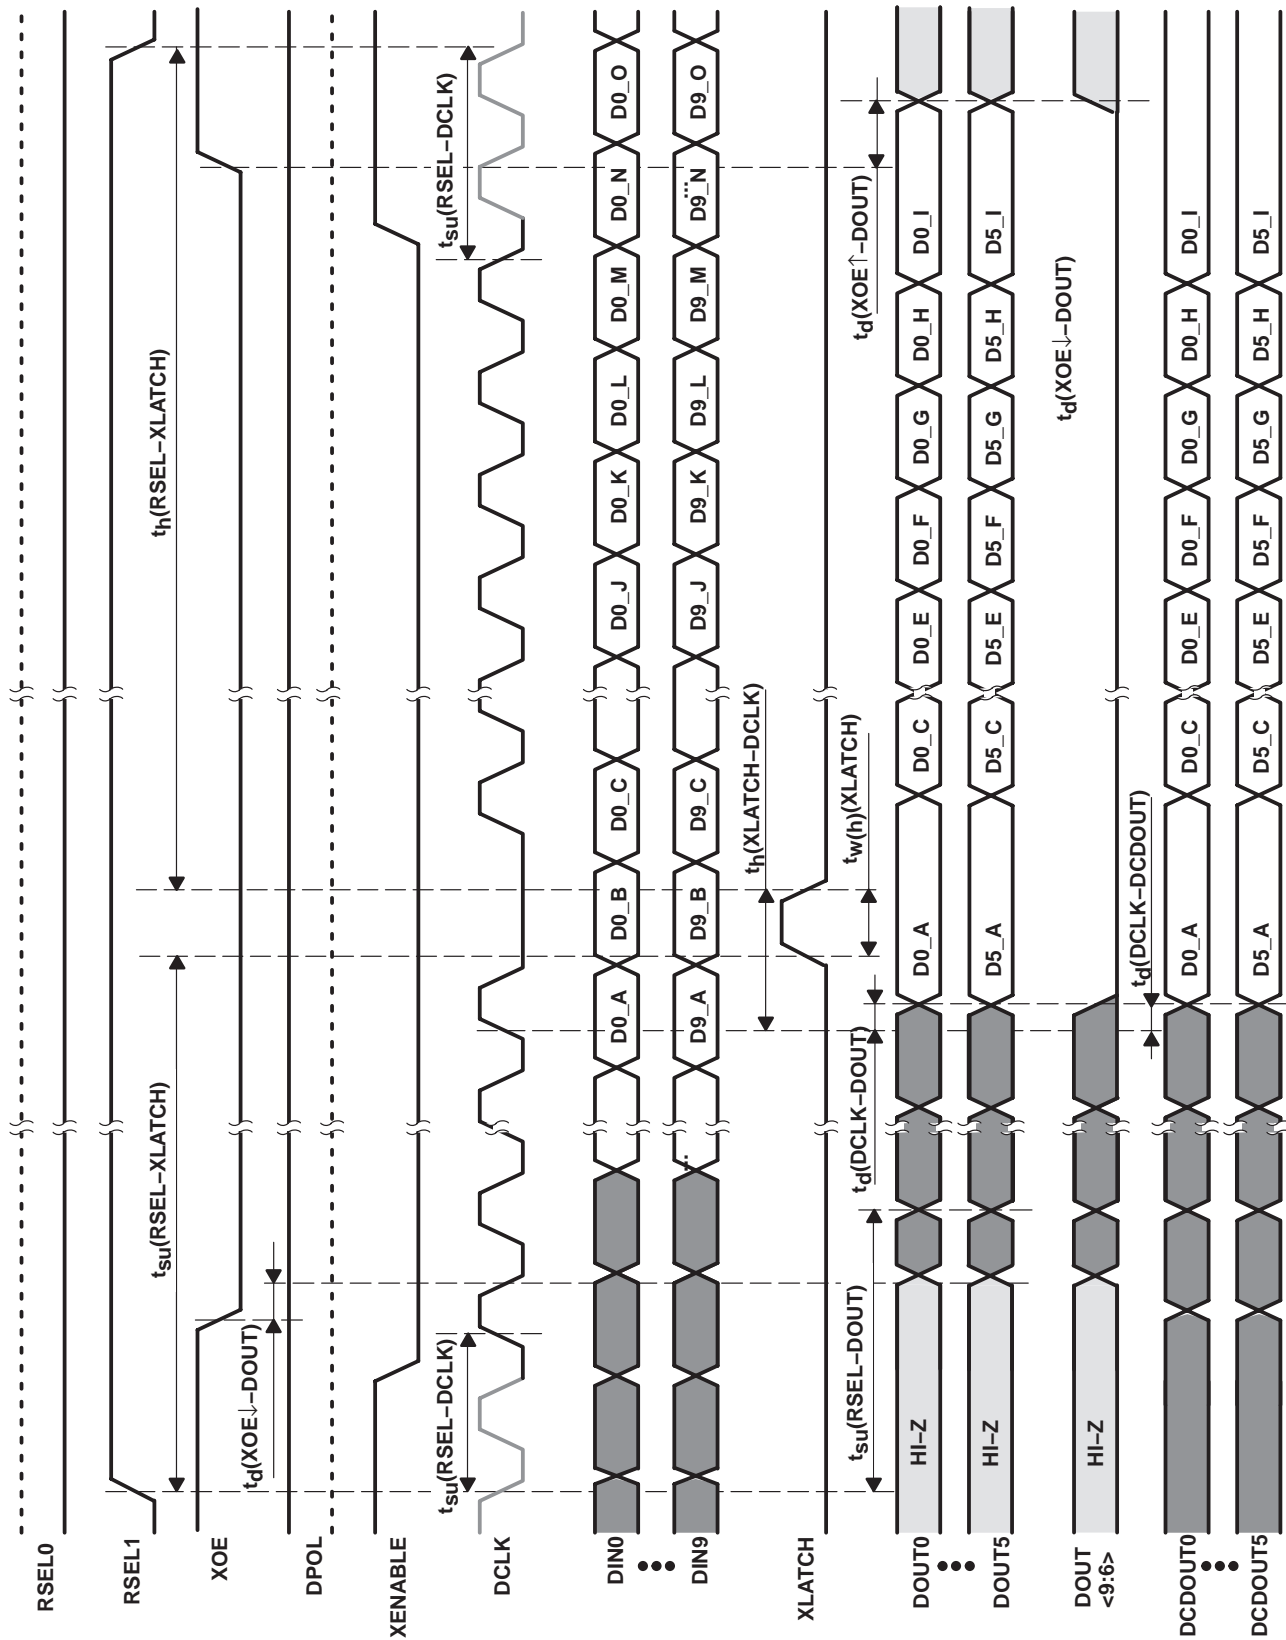 RSEL0
RSEL1
tsu(RSEL–XLATCH)
th(RSEL–XLATCH)
XOE
td(XOE↓–DOUT)
DPOL
XENABLE
tsu(RSEL–DCLK)
tsu(RSEL–DCLK)
DCLK
DIN0
D0_A
D0_B
D0_C
D0_J
D0_K
D0_L
D0_M
D0_N
D0_O
DIN9
D9_A
D9_B
D9_C
D9_J
D9_K
D9_L
D9_M
D9_N
D9_O
th(XLATCH–DCLK)
XLATCH
tw(h)(XLATCH)
tsu(RSEL–DOUT)
td(DCLK–DOUT)
td(XOE↑–DOUT)
DOUT0
HI–Z
D0_A
D0_C
D0_E
D0_F
D0_G
D0_H
D0_I
DOUT5
HI–Z
D5_A
D5_C
D5_E
D5_F
D5_G
D5_H
D5_I
td(XOE↓–DOUT)
DOUT
<9:6>
HI–Z
td(DCLK–DCDOUT)
DCDOUT0
D0_A
D0_C
D0_E
D0_F
D0_G
D0_H
D0_I
DCDOUT5
D5_A
D5_C
D5_E
D5_F
D5_G
D5_H
D5_I